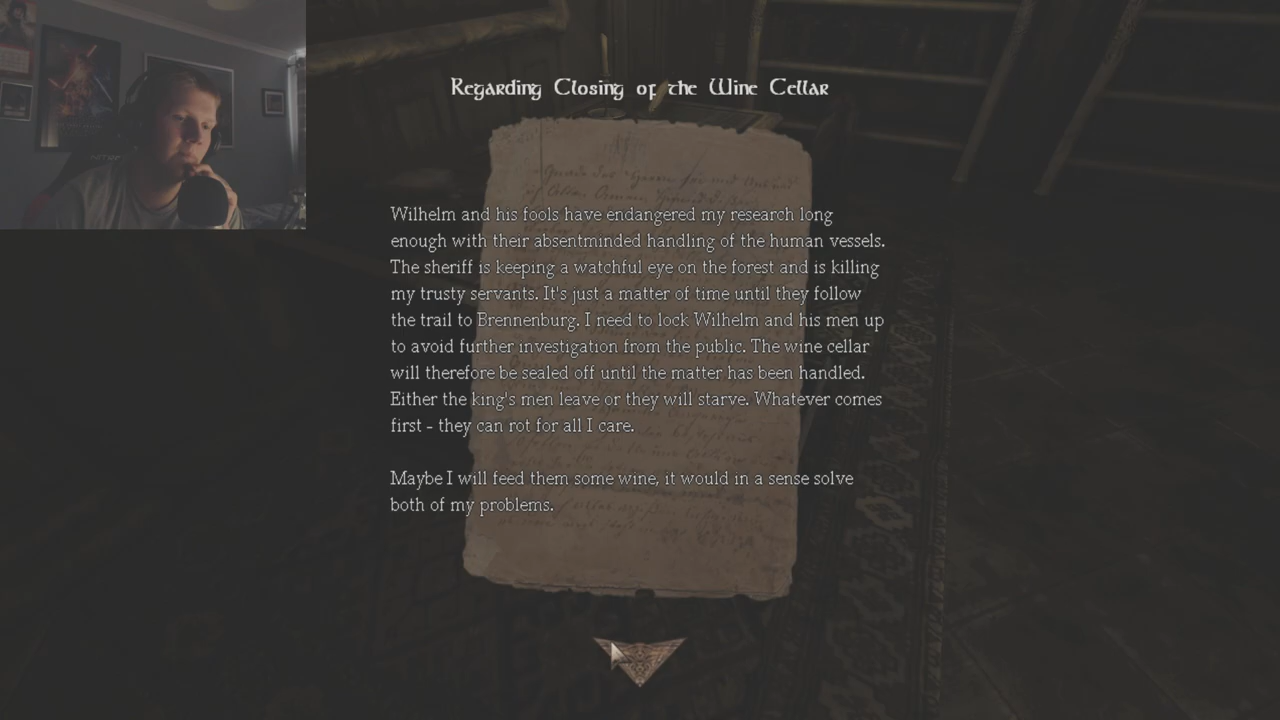 Regarding Closing of the Wine Cellar
Wilhelm and his fools have endangered my research long
enough with their absentminded handling of the human vessels.
The sheriff is keeping a watchful eye on the forest and is killing
my trusty servants. It's just a matter of time until they follow
the trail to Brennenburg. I need to lock Wilhelm and his men up
to avoid further investigation from the public. The wine cellar
will therefore be sealed off until the matter has been handled.
Either the king's men leave or they will starve. Whatever comes
first - they can rot for all I care.
Maybe I will feed them some wine, it would in a sense solve
both of my problems.